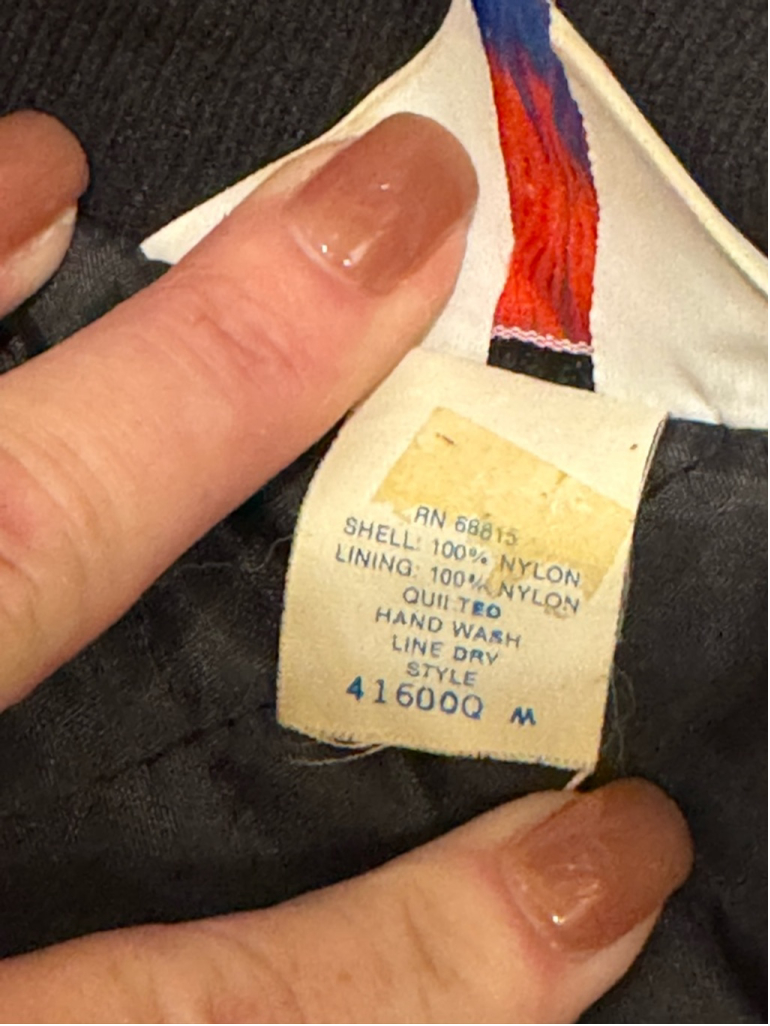 RN 68815
SHELL: 100% NYLON
LINING: 100% NYLON
QUILTED
HAND WASH
LINE DRY
STYLE
41600Q M